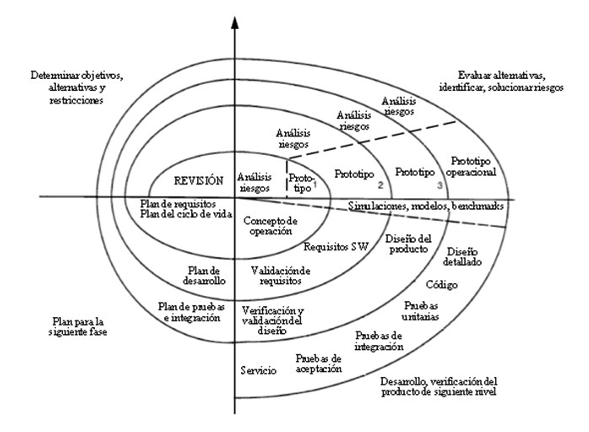 Determinar objetivos,
alternativas y
restricciones
Evaluar alternativas,
identificar, solucionar riesgos
Análisis
riesgos
Análisis
riesgos
Análisis
riesgos
REVISIÓN
Análisis
riesgos
Proto-
tipo 1
Prototipo
2
Prototipo
3
Prototipo
operacional
Simulaciones, modelos, benchmarks
Plan de requisitos
Plan del ciclo de vida
Concepto de
operación
Requisitos SW
Diseño del
producto
Diseño
detallado
Plan de
desarrollo
Validación de
requisitos
Código
Plan de pruebas
e integración
Verificación y
validación del
diseño
Pruebas
unitarias
Pruebas de
integración
Pruebas de
aceptación
Servicio
Plan para la
siguiente fase
Desarrollo, verificación del
producto de siguiente nivel